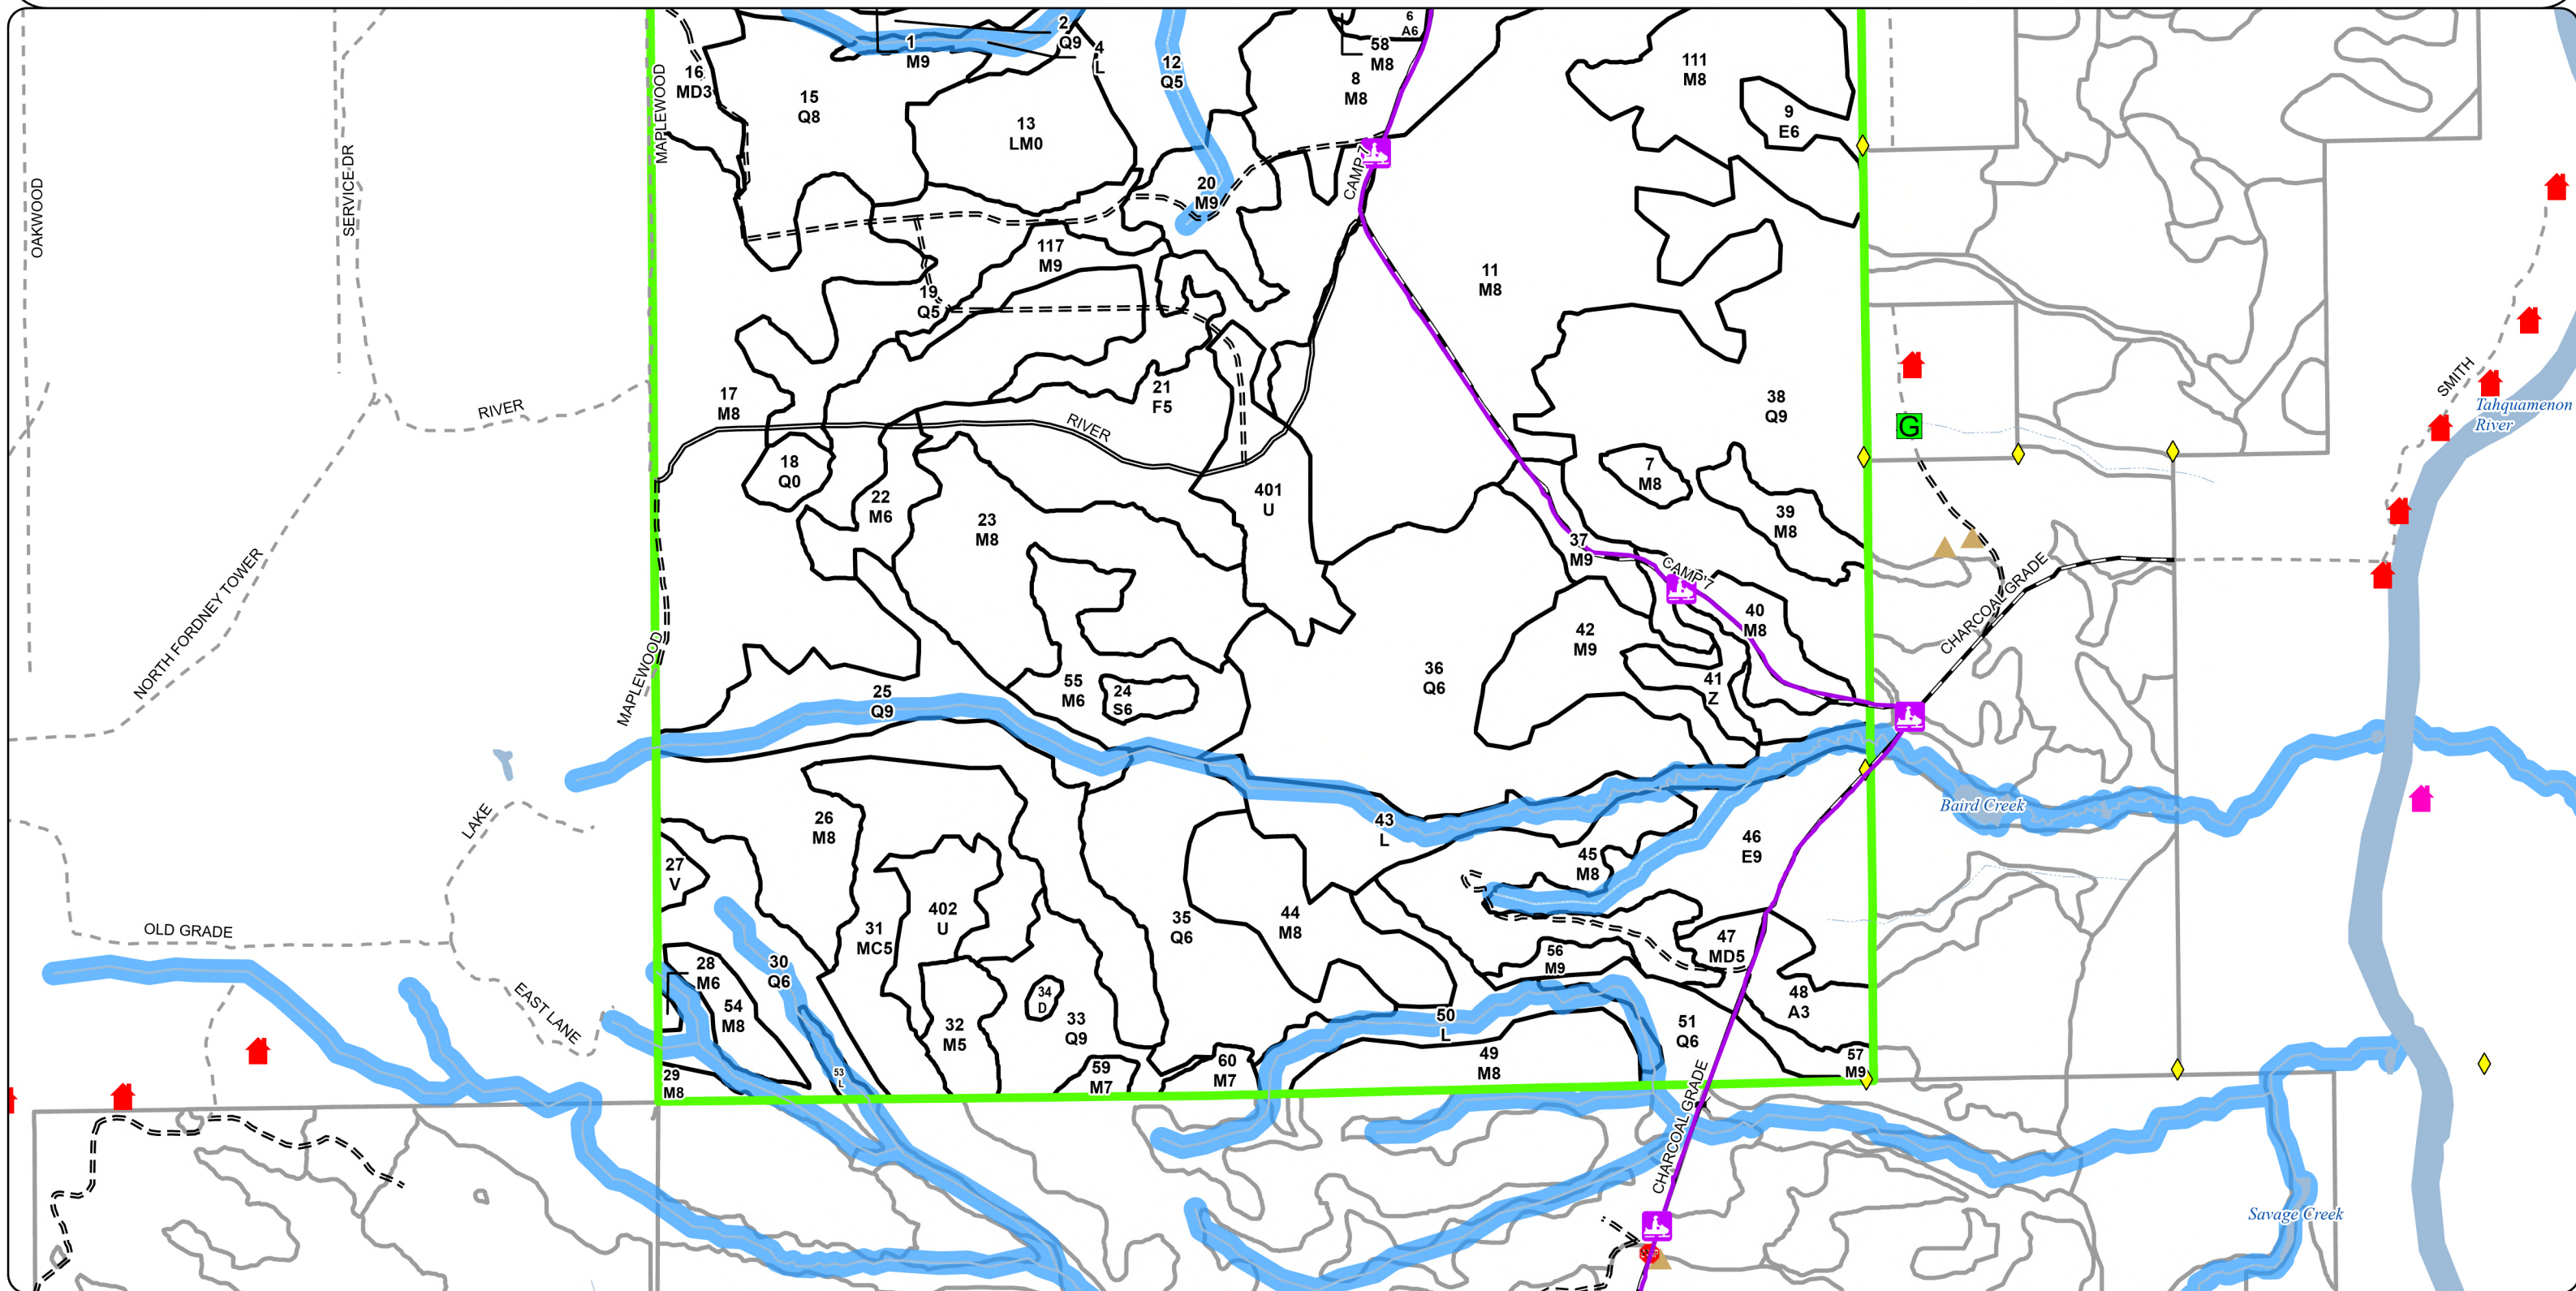 6
A6
2
Q9
1
M9
4
L
58
M8
16
MD3
MAPLEWOOD
12
Q5
8
M8
111
M8
15
Q8
9
E6
13
LM0
OAKWOOD
SERVICE DR
20
M9
CAMP 7
117
M9
11
M8
19
Q5
17
M8
21
F5
38
Q9
SMITH
Tahquamenon
River
RIVER
RIVER
G
18
Q0
7
M8
22
M6
401
U
23
M8
39
M8
37
M9
CAMP 7
CHARCOAL GRADE
NORTH FORDNEY TOWER
MAPLEWOOD
40
M8
42
M9
36
Q6
41
Z
55
M6
24
S6
25
Q9
Baird Creek
LAKE
26
M8
43
L
46
E9
45
M8
27
V
402
U
35
Q6
44
M8
31
MC5
OLD GRADE
47
MD5
56
M9
30
Q6
28
M6
54
M8
34
D
48
A3
EAST LANE
32
M5
33
Q9
50
L
51
Q6
49
M8
57
M9
29
M8
53
L
59
M7
60
M7
CHARCOAL GRADE
Savage Creek